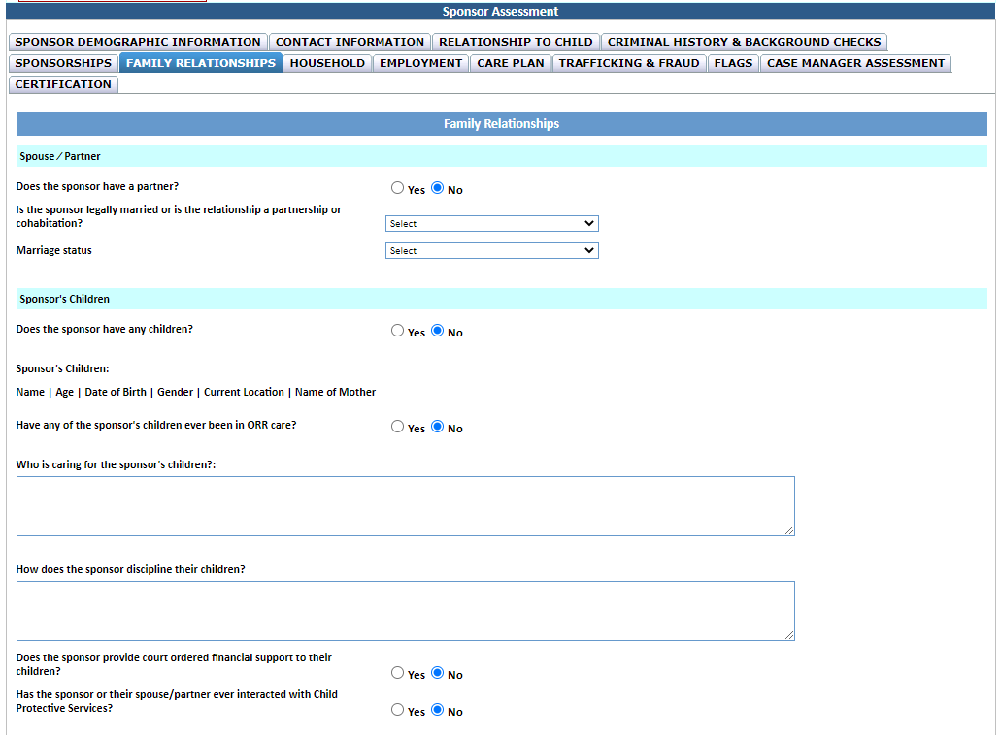 Sponsor Assessment
SPONSOR DEMOGRAPHIC INFORMATION CONTACT INFORMATION RELATIONSHIP TO CHILD CRIMINAL HISTORY & BACKGROUND CHECKS
SPONSORSHIPS FAMILY RELATIONSHIPS HOUSEHOLD EMPLOYMENT CARE PLAN TRAFFICKING & FRAUD FLAGS CASE MANAGER ASSESSMENT
CERTIFICATION
Family Relationships
Spouse / Partner
Does the sponsor have a partner? Yes No
Is the sponsor legally married or is the relationship a partnership or
cohabitation? Select
Marriage status Select
Sponsor's Children
Does the sponsor have any children? Yes No
Sponsor's Children:
Name | Age | Date of Birth | Gender | Current Location | Name of Mother
Have any of the sponsor's children ever been in ORR care? Yes No
Who is caring for the sponsor's children?:
How does the sponsor discipline their children?
Does the sponsor provide court ordered financial support to their
children? Yes No
Has the sponsor or their spouse/partner ever interacted with Child
Protective Services? Yes No